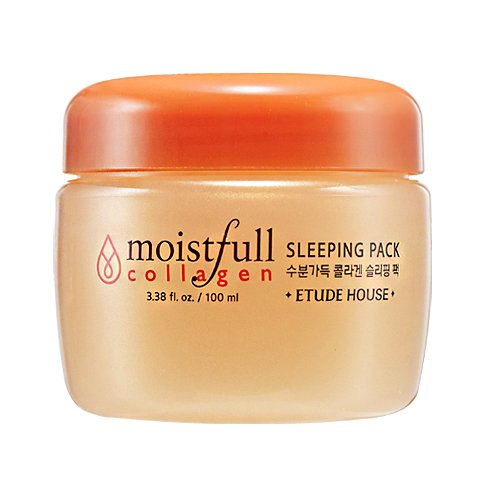 moistfull
collagen
3.38 fl. oz. / 100 ml
SLEEPING PACK
수분가득 콜라겐 슬리핑 팩
ETUDE HOUSE